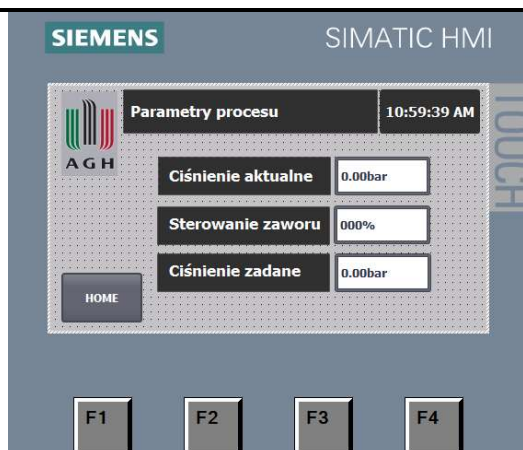 SIEMENS SIMATIC HMI
TOUCH
Parametry procesu 10:59:39 AM
AGH
Ciśnienie aktualne 0.00bar
Sterowanie zaworu 000%
Ciśnienie zadane 0.00bar
HOME
F1 F2 F3 F4